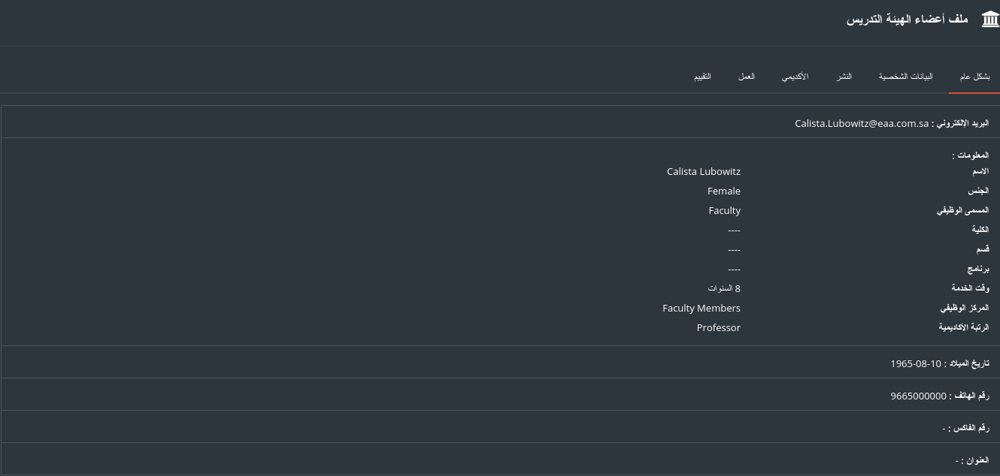 ملف أعضاء الهيئة التدريس
بشكل عام البيانات الشخصية النشر الأكديمي العمل التقييم
البريد الإلكتروني : Calista.Lubowitz@eaa.com.sa
المعلومات :
الاسم Calista Lubowitz
الجنس Female
المسمى الوظيفي Faculty
الكلية ----
قسم ----
برنامج ----
وقت الخدمة 8 السنوات
المركز الوظيفي Faculty Members
الرتبة الأكاديمية Professor
تاريخ الميلاد : 1965-08-10
رقم الهاتف : 9665000000
رقم الفاكس : -
العنوان : -